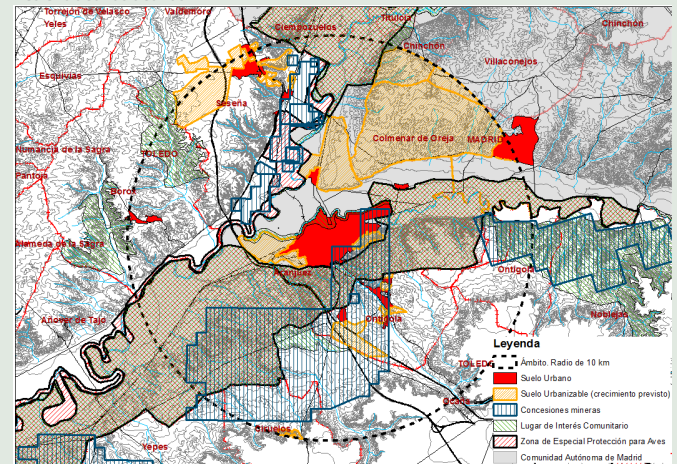 Torrejón de Velasco
Valdemoro
Titulcia
Chinchón
Yeles
Ciempozuelos
Chinchón
Villaconejos
Esquivias
Seseña
Colmenar de Oreja
MADRID
Numancia de la Sagra
TOLEDO
Pantoja
Borox
Alameda de la Sagra
Aranjuez
Ontígola
Añover de Tajo
Ontígola
Noblejas
TOLEDO
Ocaña
Ciruelos
Yepes
Leyenda
Ámbito. Radio de 10 km
Suelo Urbano
Suelo Urbanizable (crecimiento previsto)
Concesiones mineras
Lugar de Interés Comunitario
Zona de Especial Protección para Aves
Comunidad Autónoma de Madrid